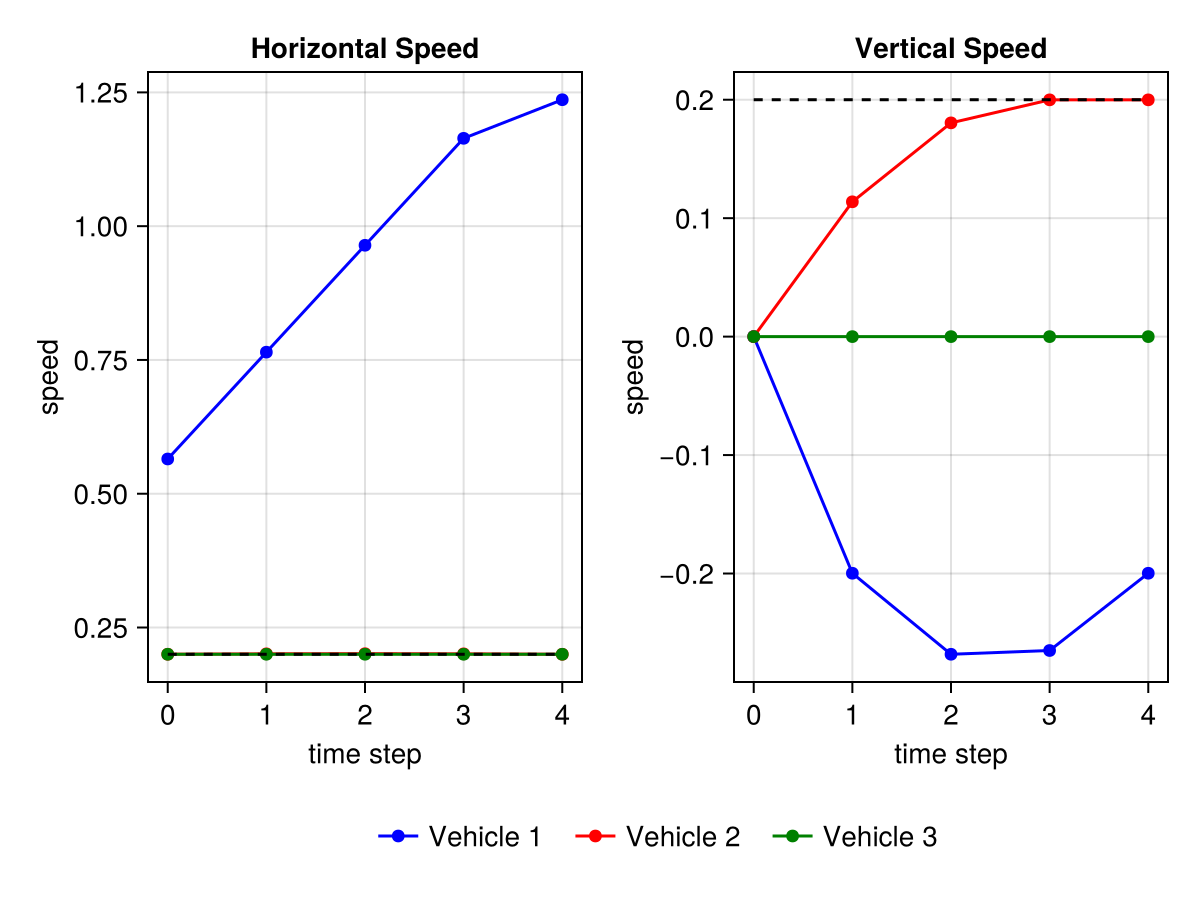 Horizontal Speed
1.25
1.00
0.75
0.50
0.25
speed
0 1 2 3 4
time step
Vertical Speed
0.2
0.1
0.0
−0.1
−0.2
speed
0 1 2 3 4
time step
Vehicle 1 Vehicle 2 Vehicle 3